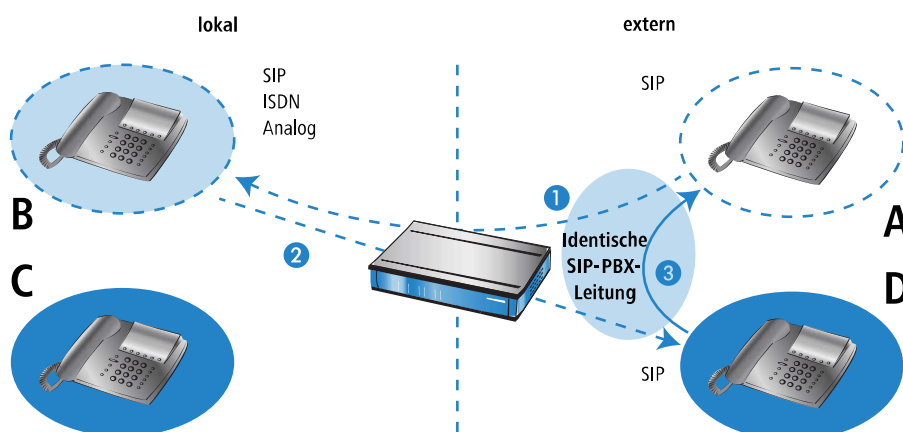 lokal
extern
SIP
ISDN
Analog
SIP
B
A
1
Identische
SIP-PBX-
Leitung
2
3
C
D
SIP